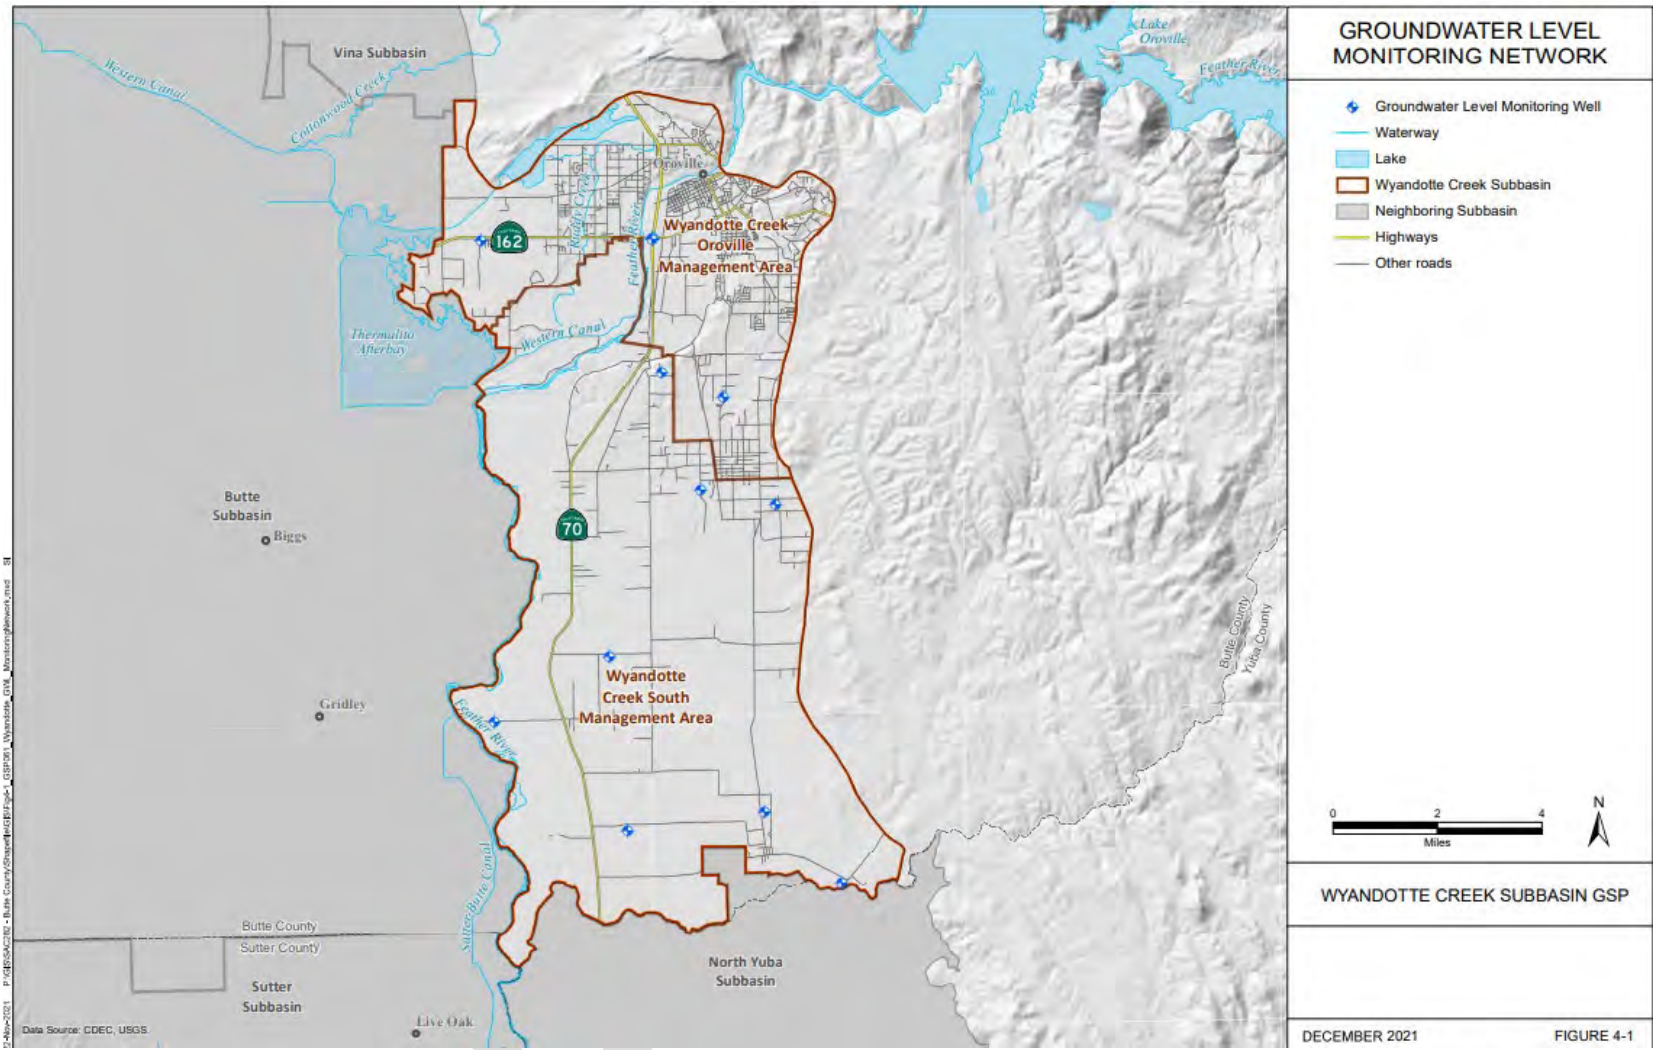 GROUNDWATER LEVEL
MONITORING NETWORK
Groundwater Level Monitoring Well
Waterway
Lake
Wyandotte Creek Subbasin
Neighboring Subbasin
Highways
Other roads
0 2 4
Miles
N
WYANDOTTE CREEK SUBBASIN GSP
DECEMBER 2021
FIGURE 4-1
Vina Subbasin
Western Canal
Cottonwood Creek
Lake
Oroville
Feather River
Oroville
Ruddy Creek
Feather River
162
Wyandotte Creek
Oroville
Management Area
Thermalito
Afterbay
Western Canal
Butte
Subbasin
Biggs
70
Butte County
Yuba County
Gridley
Wyandotte
Creek South
Management Area
Feather River
Sutter Butte Canal
Butte County
Sutter County
Sutter
Subbasin
North Yuba
Subbasin
Live Oak
Data Source: CDEC, USGS.